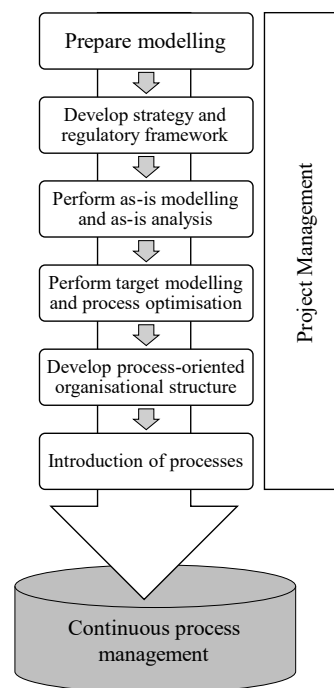 Prepare modelling
Develop strategy and
regulatory framework
Perform as-is modelling
and as-is analysis
Perform target modelling
and process optimisation
Develop process-oriented
organisational structure
Introduction of processes
Project Management
Continuous process
management